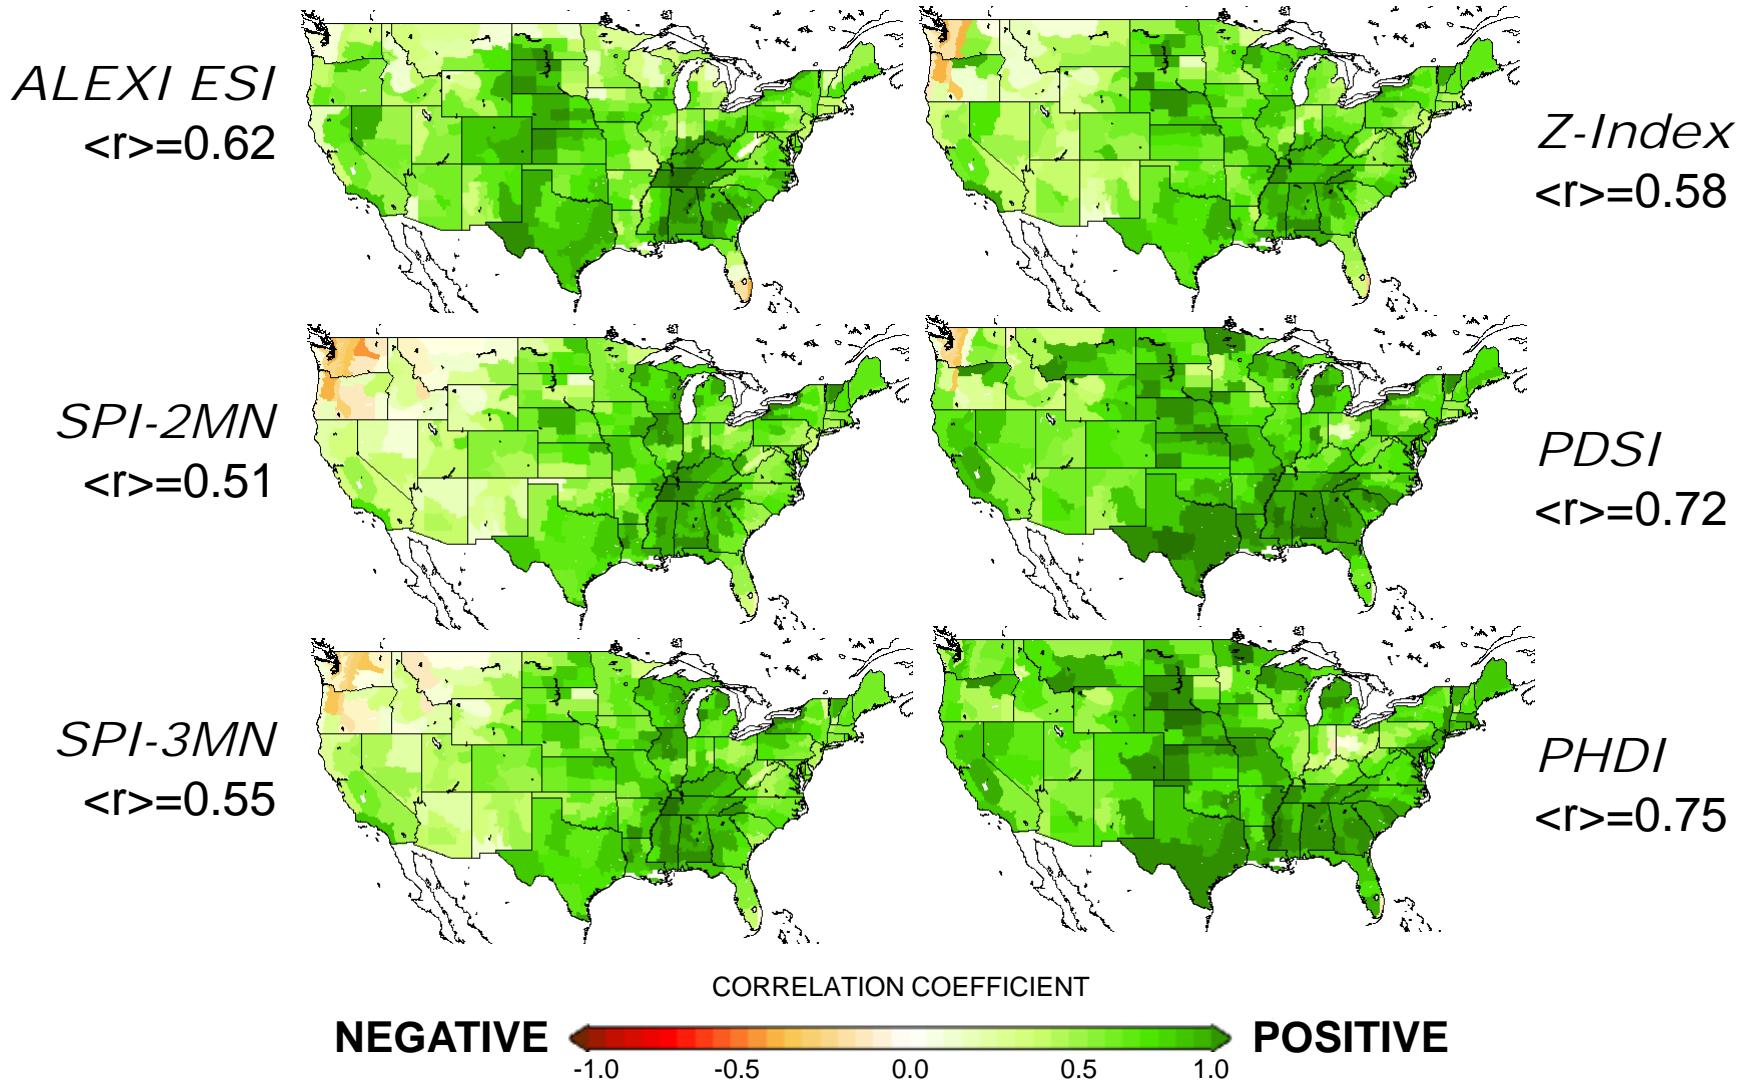 ALEXI ESI
<r>=0.62
Z-Index
<r>=0.58
SPI-2MN
<r>=0.51
PDSI
<r>=0.72
SPI-3MN
<r>=0.55
PHDI
<r>=0.75
CORRELATION COEFFICIENT
NEGATIVE POSITIVE
-1.0 -0.5 0.0 0.5 1.0